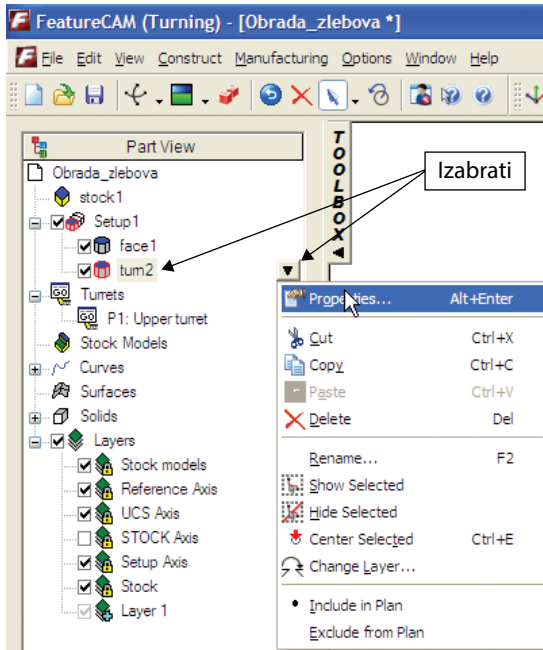 FeatureCAM (Turning) - [Obrada_zlebova *]
File Edit View Construct Manufacturing Options Window Help
Part View
TOOLBOX
Izabrati
Obrada_zlebova
stock1
Setup1
face1
turn2
Turrets
P1: Upper turret
Stock Models
Curves
Surfaces
Solids
Layers
Stock models
Reference Axis
UCS Axis
STOCK Axis
Setup Axis
Stock
Layer 1
Properties... Alt+Enter
Cut Ctrl+X
Copy Ctrl+C
Paste Ctrl+V
Delete Del
Rename... F2
Show Selected
Hide Selected
Center Selected Ctrl+E
Change Layer...
Include in Plan
Exclude from Plan